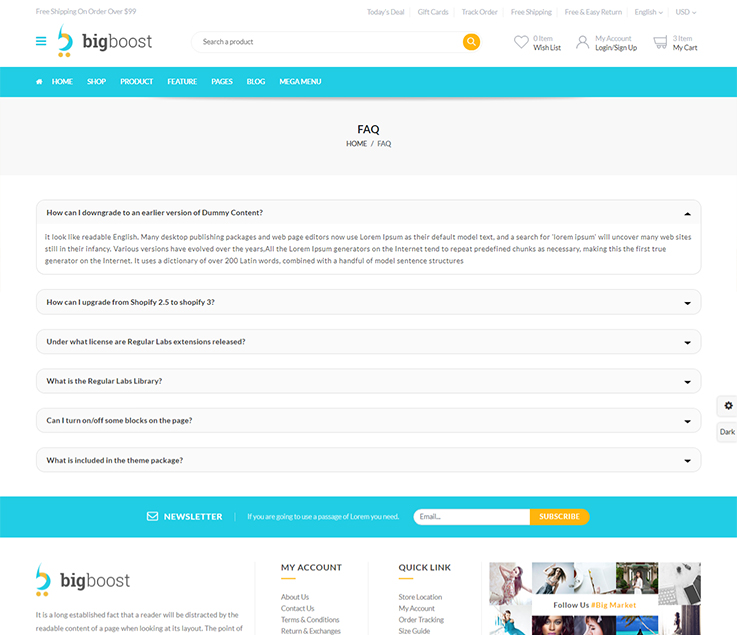 Free Shipping On Order Over $99
Today's Deal Gift Cards Track Order Free Shipping Free & Easy Return English USD
bigboost
Search a product
0 Item
Wish List
My Account
Login/Sign Up
3 Item
My Cart
HOME SHOP PRODUCT FEATURE PAGES BLOG MEGA MENU
FAQ
HOME / FAQ
How can I downgrade to an earlier version of Dummy Content?
It look like readable English. Many desktop publishing packages and web page editors now use Lorem Ipsum as their default model text, and a search for 'lorem ipsum' will uncover many web sites
still in their infancy. Various versions have evolved over the years.All the Lorem Ipsum generators on the Internet tend to repeat predefined chunks as necessary, making this the first true
generator on the Internet. It uses a dictionary of over 200 Latin words, combined with a handful of model sentence structures
How can I upgrade from Shopify 2.5 to shopify 3?
Under what license are Regular Labs extensions released?
What is the Regular Labs Library?
Can I turn on/off some blocks on the page?
What is included in the theme package?
Dark
NEWSLETTER
If you are going to use a passage of Lorem you need.
Email...
SUBSCRIBE
bigboost
It is a long established fact that a reader will be distracted by the
readable content of a page when looking at its layout. The point of
MY ACCOUNT
About Us
Contact Us
Terms & Conditions
Return & Exchanges
QUICK LINK
Store Location
My Account
Order Tracking
Size Guide
Follow Us #Big Market